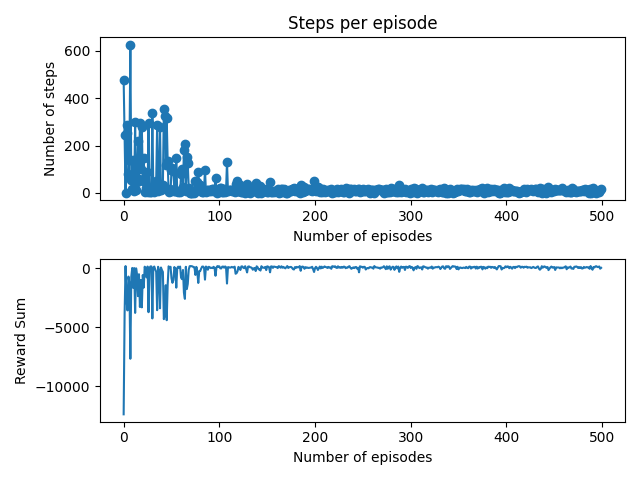 Steps per episode
Number of steps
600
400
200
0
0 100 200 300 400 500
Number of episodes
Reward Sum
0
−5000
−10000
0 100 200 300 400 500
Number of episodes